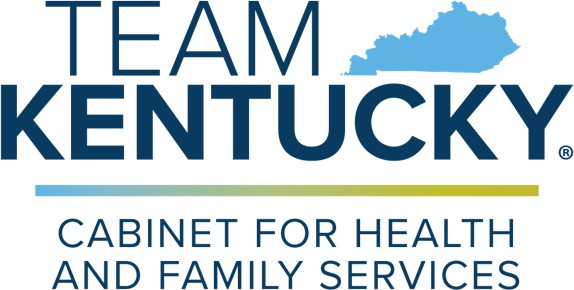 TEAM
KENTUCKY®
CABINET FOR HEALTH
AND FAMILY SERVICES